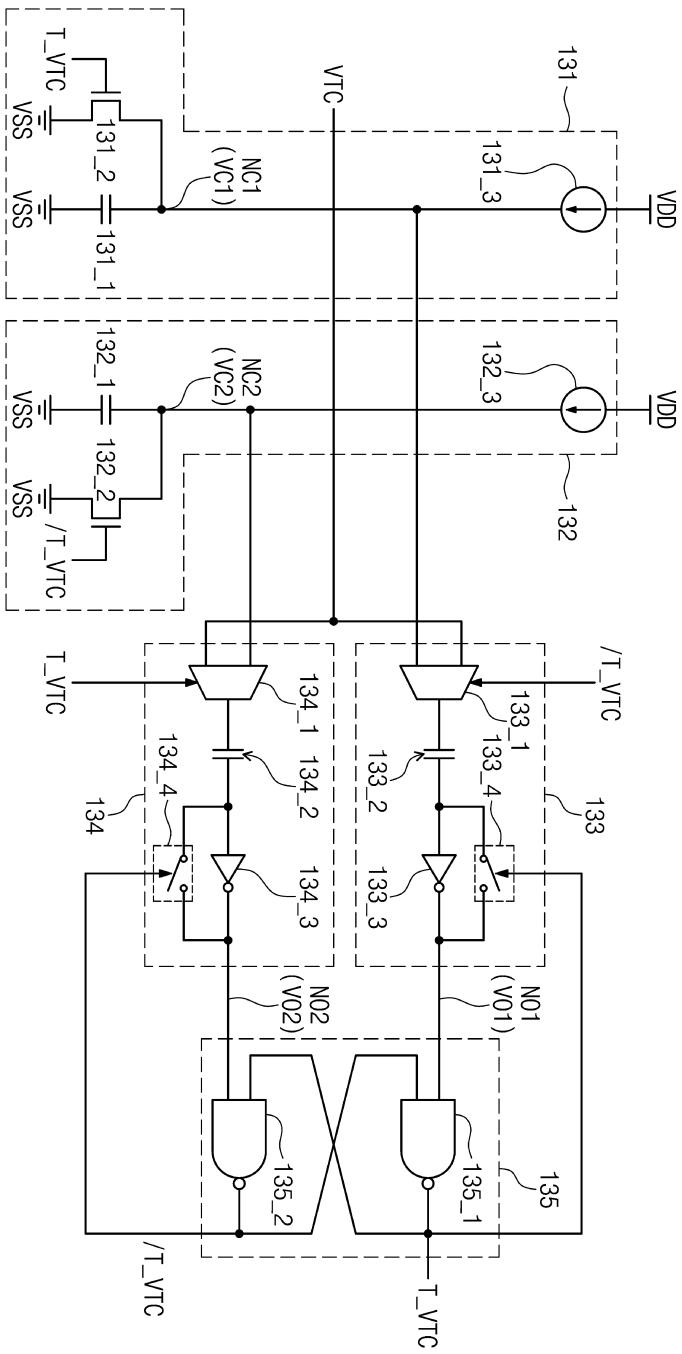 VDD
VDD
/T_VTC
131
132
133
135
131_3
132_3
133_1
133_4
NO1
(VO1)
135_1
T_VTC
133_2
133_3
VTC
134_1
134_2
134_3
135_2
NC1
(VC1)
NC2
(VC2)
NO2
(VO2)
134_4
/T_VTC
134
131_2
131_1
132_1
132_2
T_VTC
/T_VTC
T_VTC
VSS
VSS
VSS
VSS